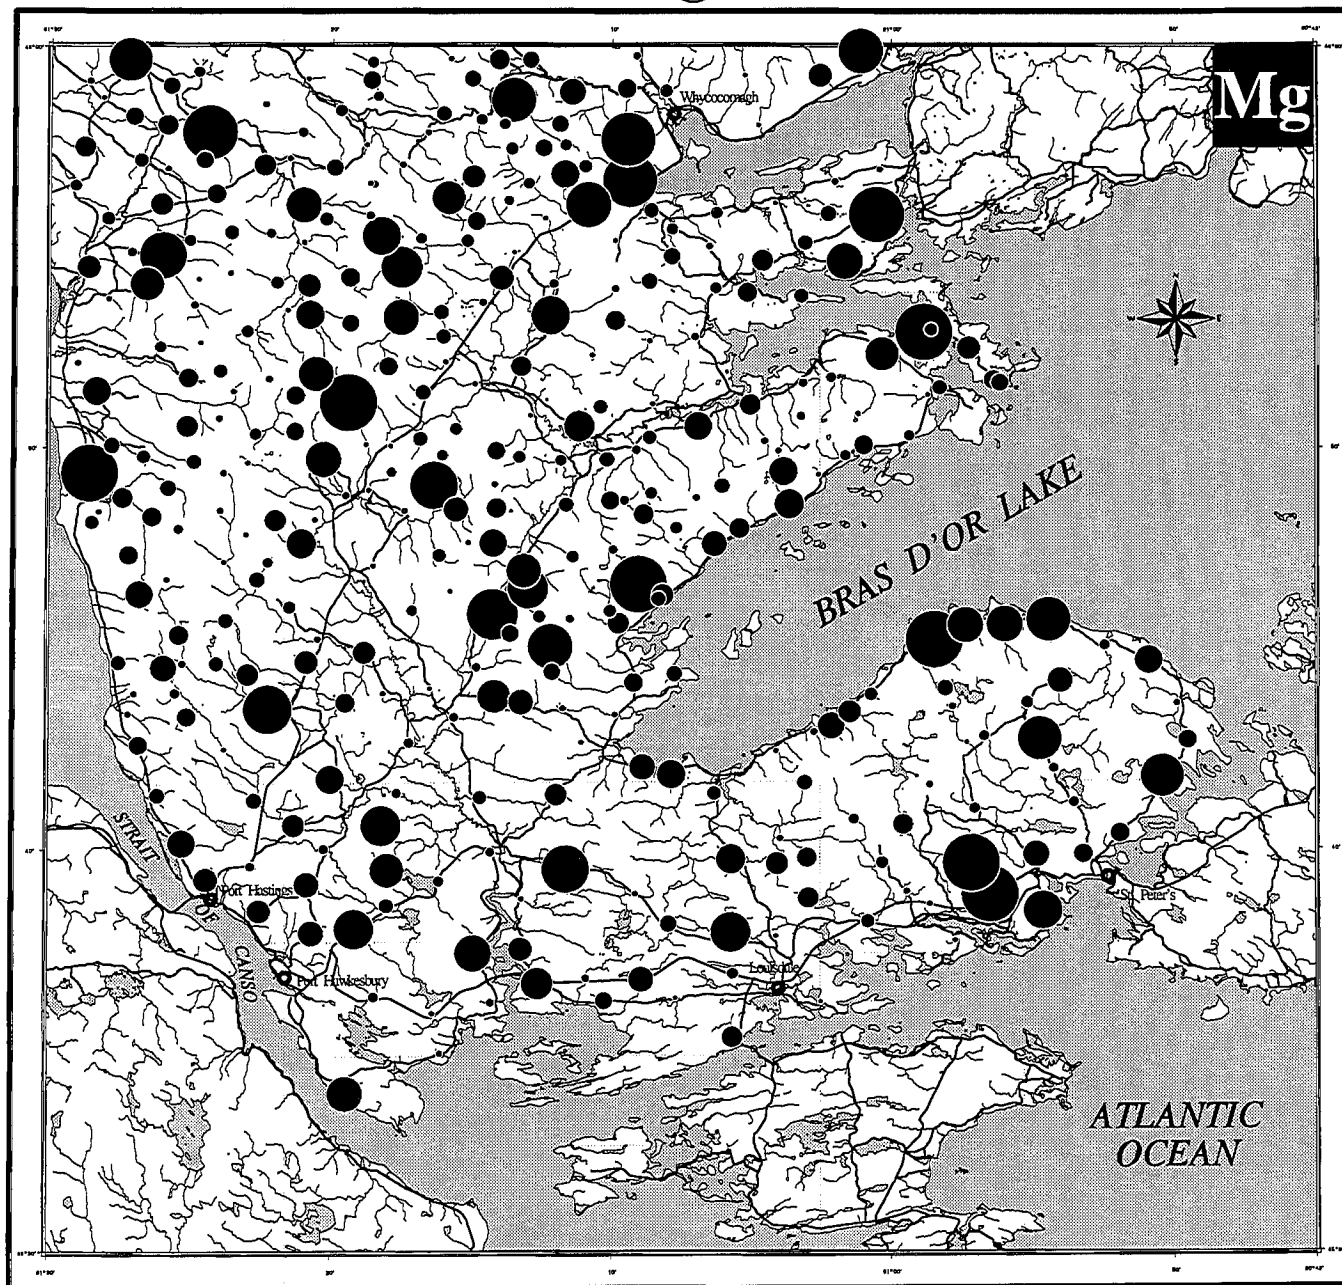 Mg
Whycocomagh
BRAS D'OR LAKE
STRAIT
OF
CANSO
Port Hastings
Port Hawkesbury
St. Peter's
Louisdale
ATLANTIC
OCEAN